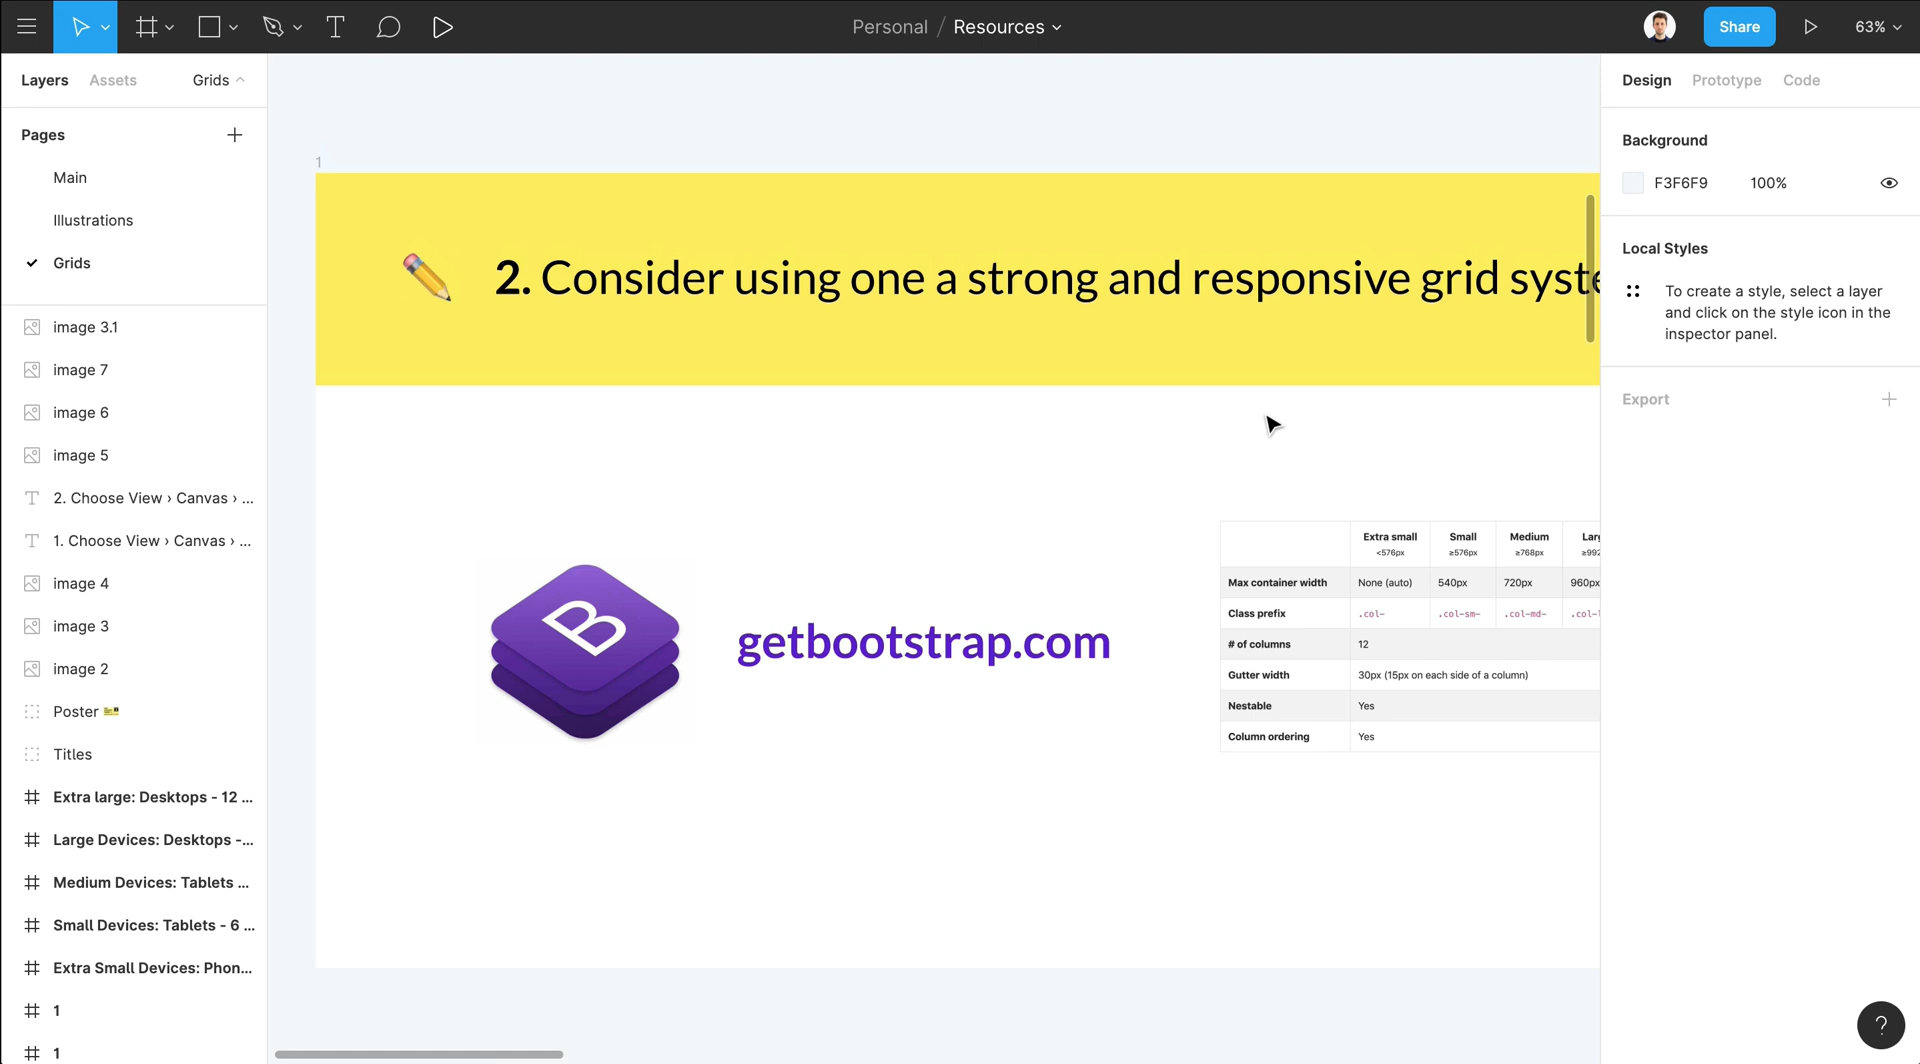 Personal / Resources
Share
63%
Layers Assets Grids
Pages
Main
Illustrations
Grids
image 3.1
image 7
image 6
image 5
2. Choose View › Canvas › ...
1. Choose View › Canvas › ...
image 4
image 3
image 2
Poster
Titles
Extra large: Desktops - 12 ...
Large Devices: Desktops -...
Medium Devices: Tablets ...
Small Devices: Tablets - 6 ...
Extra Small Devices: Phon...
1
1
1
2. Consider using one a strong and responsive grid syste
B
getbootstrap.com
Extra small Small Medium Larg
<576px ≥576px ≥768px ≥992
Max container width None (auto) 540px 720px 960px
Class prefix .col- .col-sm- .col-md- .col-l
# of columns 12
Gutter width 30px (15px on each side of a column)
Nestable Yes
Column ordering Yes
Design Prototype Code
Background
F3F6F9 100%
Local Styles
To create a style, select a layer
and click on the style icon in the
inspector panel.
Export
?